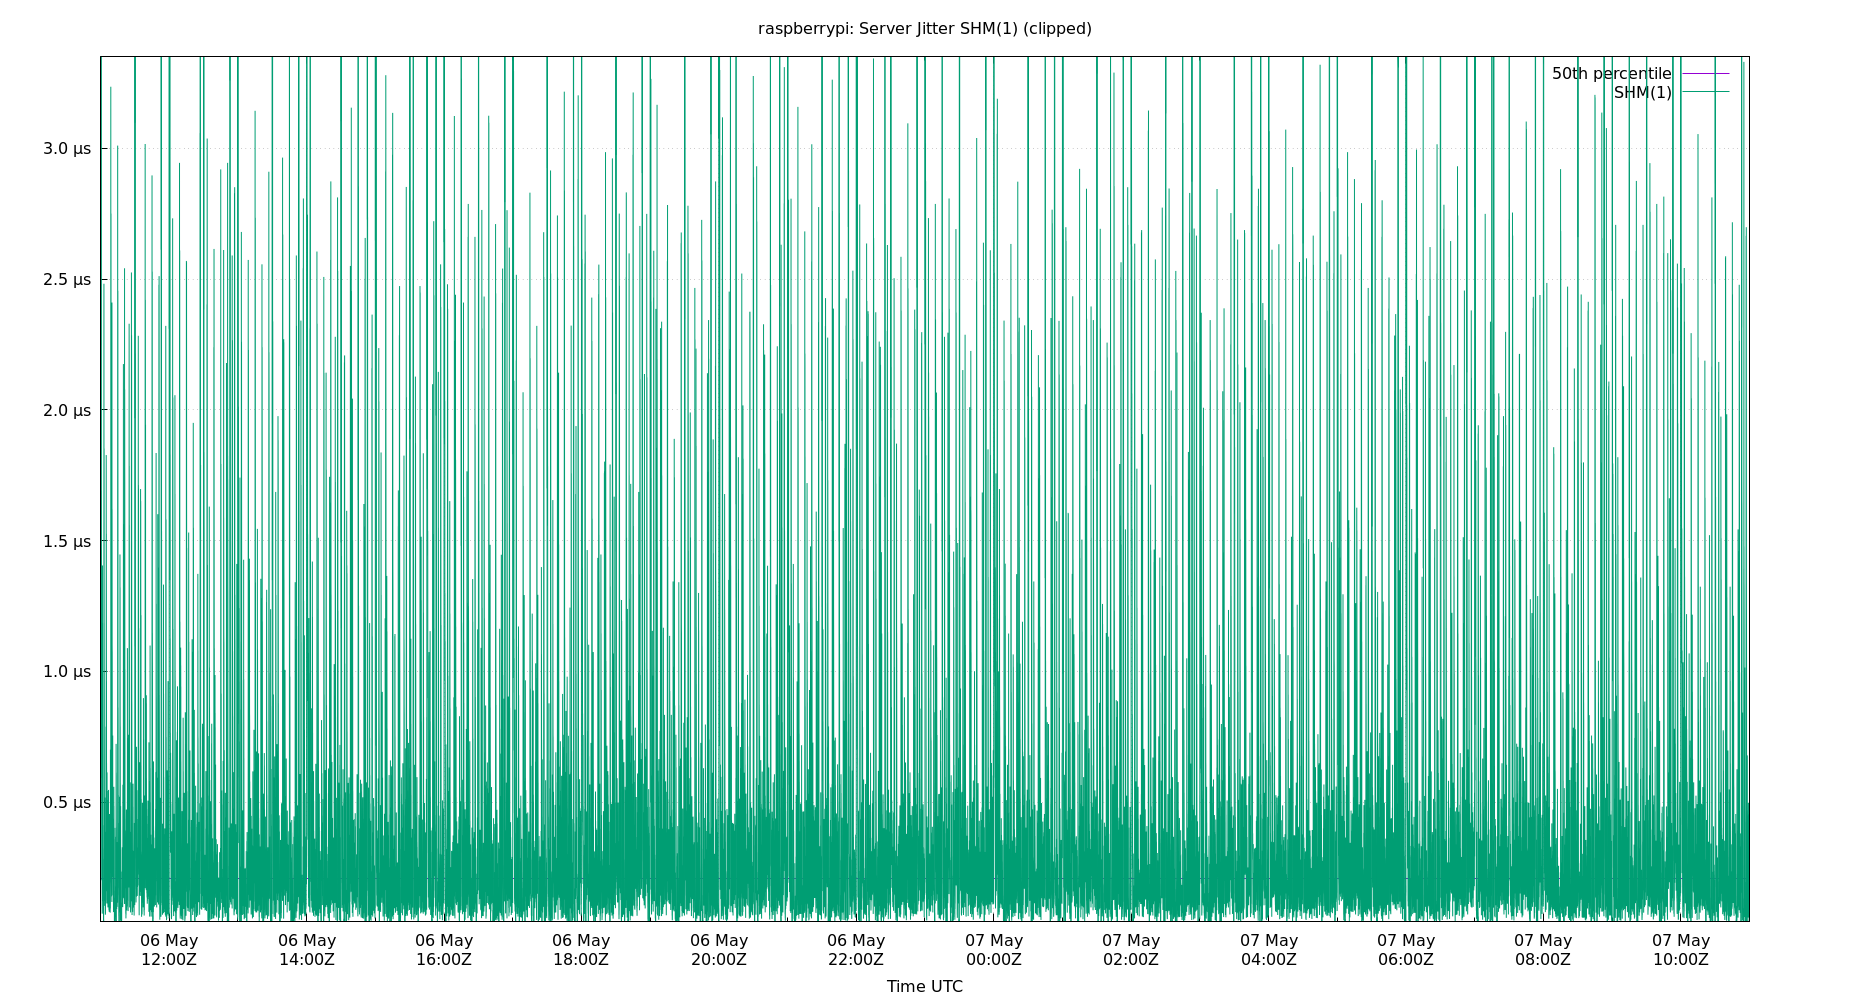 raspberrypi: Server Jitter SHM(1) (clipped)
50th percentile
SHM(1)
3.0 µs
2.5 µs
2.0 µs
1.5 µs
1.0 µs
0.5 µs
06 May 06 May 06 May 06 May 06 May 06 May 07 May 07 May 07 May 07 May 07 May 07 May
12:00Z 14:00Z 16:00Z 18:00Z 20:00Z 22:00Z 00:00Z 02:00Z 04:00Z 06:00Z 08:00Z 10:00Z
Time UTC